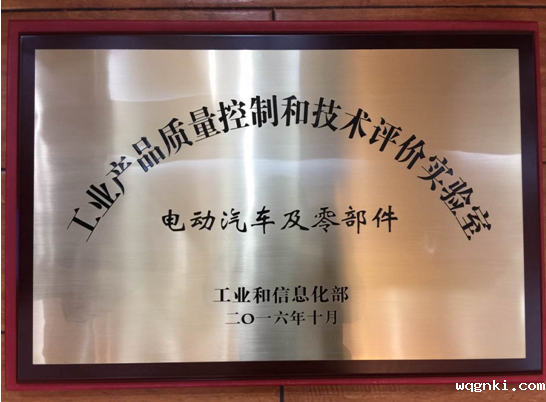 工业产品质量控制和技术评价实验室
电动汽车及零部件
工业和信息化部
二〇一六年十月
wqgnki.com